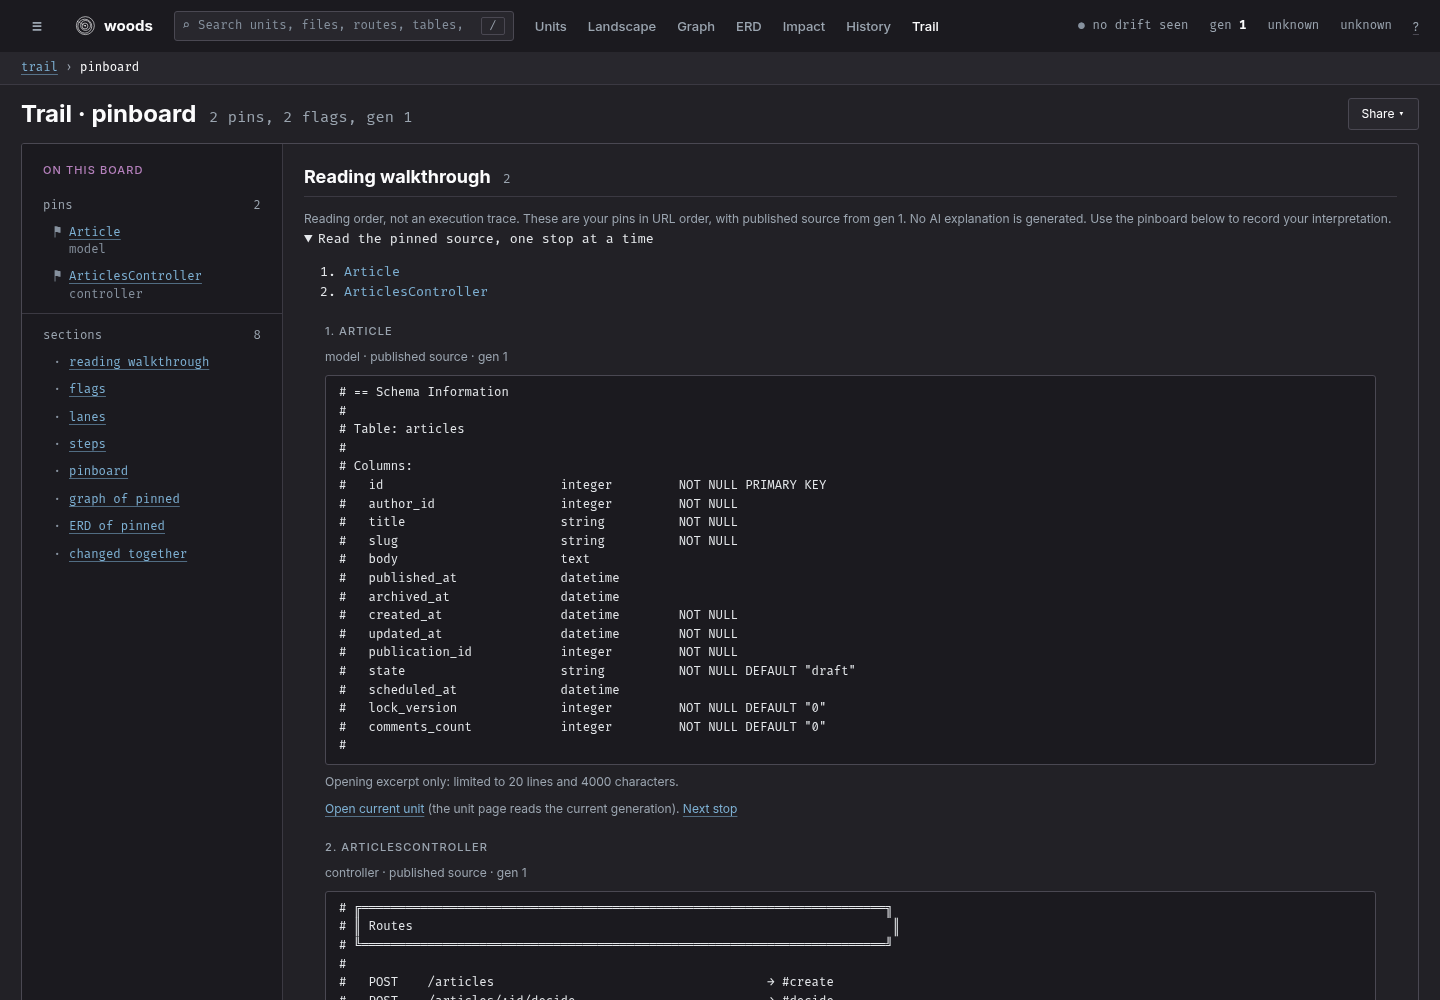 ≡ woods Search units, files, routes, tables, / Units Landscape Graph ERD Impact History Trail ● no drift seen gen 1 unknown unknown ?
trail › pinboard
Trail · pinboard 2 pins, 2 flags, gen 1 Share ▾
ON THIS BOARD
pins 2
⚑ Article
model
⚑ ArticlesController
controller
sections 8
· reading walkthrough
· flags
· lanes
· steps
· pinboard
· graph of pinned
· ERD of pinned
· changed together
Reading walkthrough 2
Reading order, not an execution trace. These are your pins in URL order, with published source from gen 1. No AI explanation is generated. Use the pinboard below to record your interpretation.
▼ Read the pinned source, one stop at a time
1. Article
2. ArticlesController
1. ARTICLE
model · published source · gen 1
# == Schema Information
#
# Table: articles
#
# Columns:
#   id                        integer         NOT NULL PRIMARY KEY
#   author_id                 integer         NOT NULL
#   title                     string          NOT NULL
#   slug                      string          NOT NULL
#   body                      text
#   published_at              datetime
#   archived_at               datetime
#   created_at                datetime        NOT NULL
#   updated_at                datetime        NOT NULL
#   publication_id            integer         NOT NULL
#   state                     string          NOT NULL DEFAULT "draft"
#   scheduled_at              datetime
#   lock_version              integer         NOT NULL DEFAULT "0"
#   comments_count            integer         NOT NULL DEFAULT "0"
#
Opening excerpt only: limited to 20 lines and 4000 characters.
Open current unit (the unit page reads the current generation). Next stop
2. ARTICLESCONTROLLER
controller · published source · gen 1
# ╔═══════════════════════════════════════════════════════════════════════╗
# ║ Routes                                                                 ║
# ╚═══════════════════════════════════════════════════════════════════════╝
#
#   POST    /articles                                     → #create
#   POST    /articles/:id/decide                          → #decide